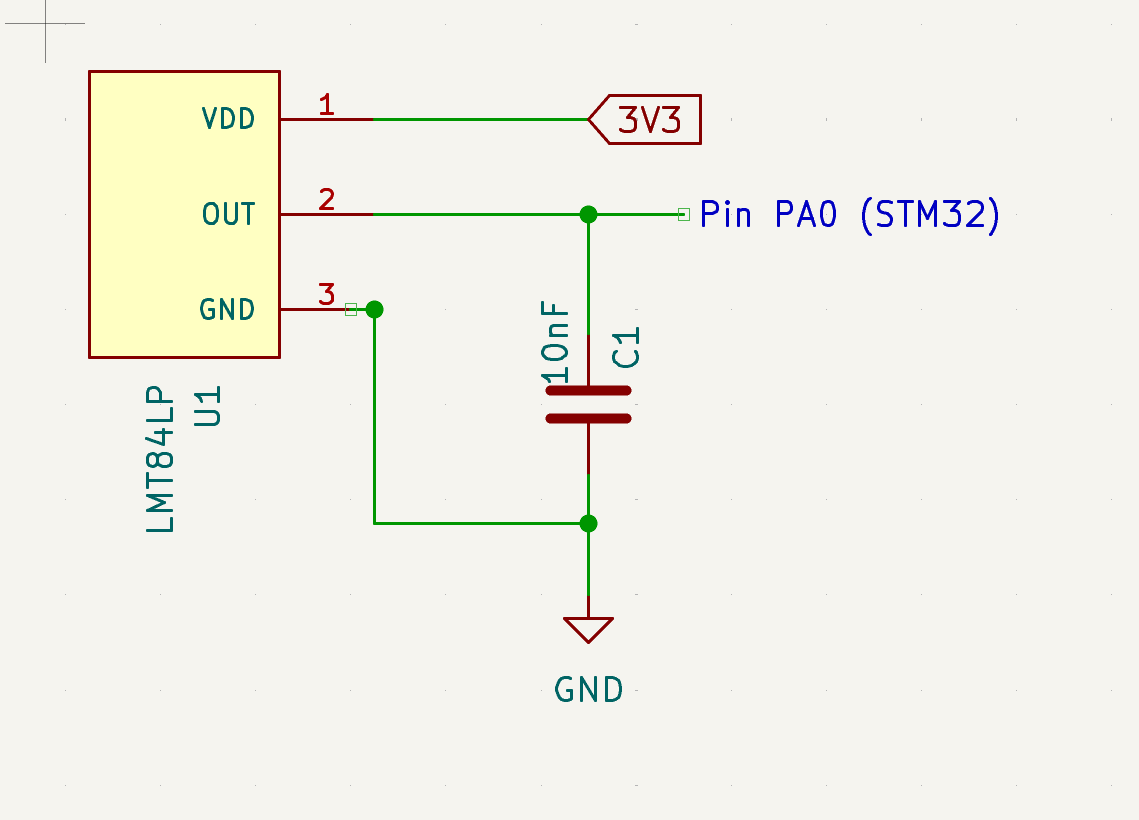 VDD
1
3V3
OUT
2
Pin PA0 (STM32)
GND
3
10nF
C1
LMT84LP
U1
GND